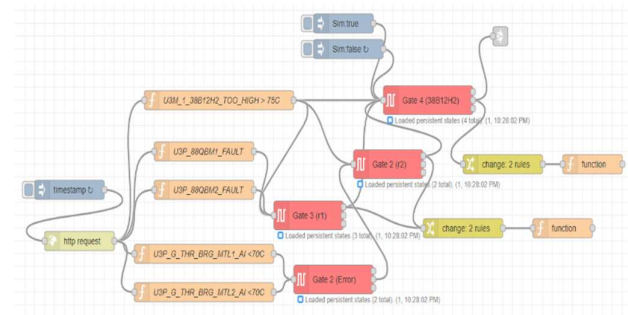 Sim:true
Sim:false ↻
U3M_1_38B12H2_TOO_HIGH > 75C
Gate 4 (38B12H2)
Loaded persistent states (4 total). (1, 10:28:02 PM)
U3P_88QBM1_FAULT
Gate 2 (r2)
change: 2 rules
function
Loaded persistent states (2 total). (1, 10:28:02 PM)
timestamp ↻
U3P_88QBM2_FAULT
Gate 3 (r1)
change: 2 rules
function
Loaded persistent states (3 total). (1, 10:28:02 PM)
http request
U3P_G_THR_BRG_MTL1_AI <70C
Gate 2 (Error)
U3P_G_THR_BRG_MTL2_AI <70C
Loaded persistent states (2 total). (1, 10:28:02 PM)